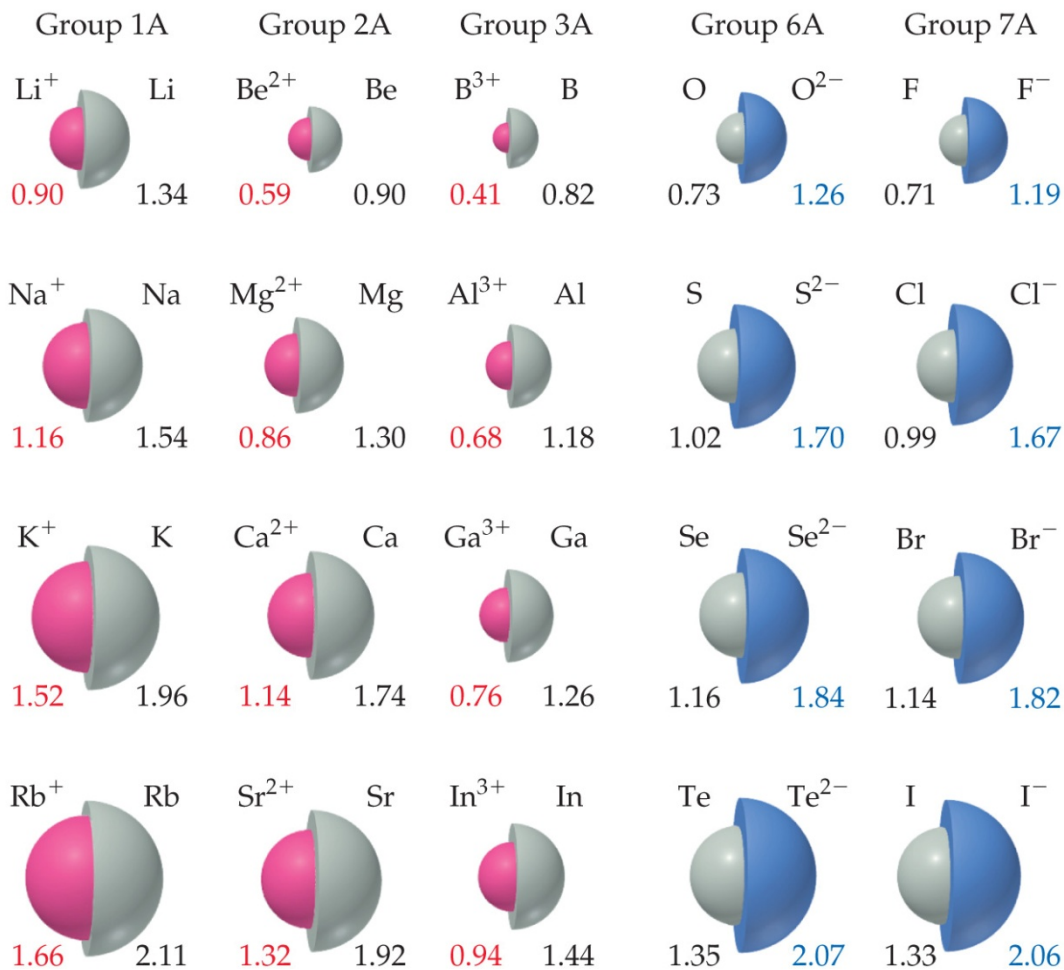 Group 1A Group 2A Group 3A Group 6A Group 7A
Li⁺ Li Be²⁺ Be B³⁺ B O O²⁻ F F⁻
0.90 1.34 0.59 0.90 0.41 0.82 0.73 1.26 0.71 1.19
Na⁺ Na Mg²⁺ Mg Al³⁺ Al S S²⁻ Cl Cl⁻
1.16 1.54 0.86 1.30 0.68 1.18 1.02 1.70 0.99 1.67
K⁺ K Ca²⁺ Ca Ga³⁺ Ga Se Se²⁻ Br Br⁻
1.52 1.96 1.14 1.74 0.76 1.26 1.16 1.84 1.14 1.82
Rb⁺ Rb Sr²⁺ Sr In³⁺ In Te Te²⁻ I I⁻
1.66 2.11 1.32 1.92 0.94 1.44 1.35 2.07 1.33 2.06